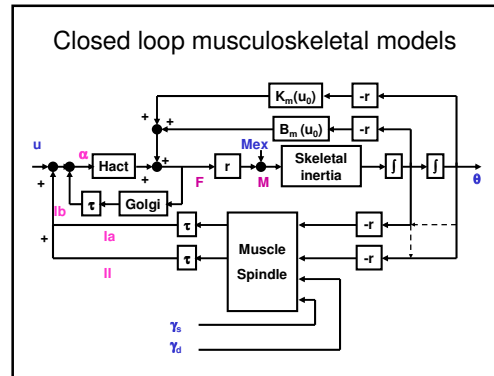 Closed loop musculoskeletal models
Kₘ(u₀)
-r
+
+
Bₘ(u₀)
-r
u
Mex
α
+
Hact
+
+
r
Skeletal
inertia
∫
∫
F
M
θ
+
τ
Golgi
Ib
Ia
τ
-r
+
Muscle
Spindle
II
τ
-r
γₛ
γ_d